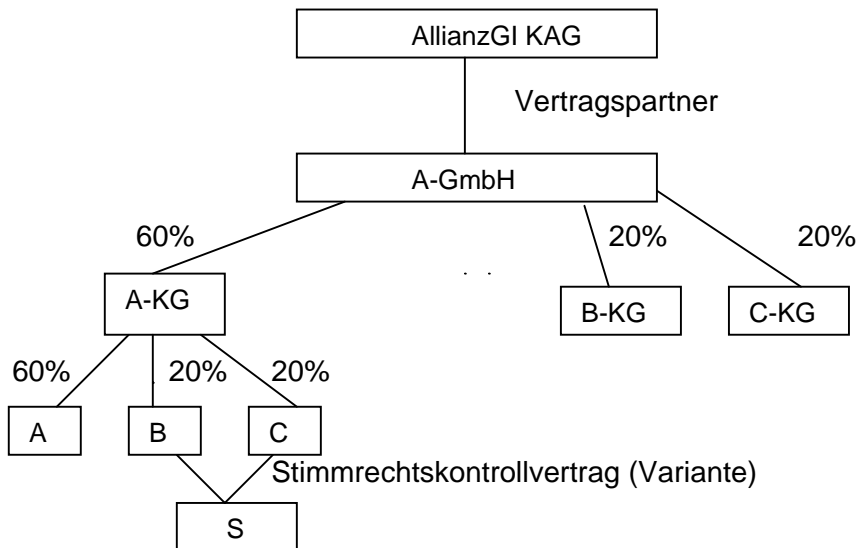 AllianzGI KAG
Vertragspartner
A-GmbH
60% 20% 20%
A-KG B-KG C-KG
60% 20% 20%
A B C
Stimmrechtskontrollvertrag (Variante)
S